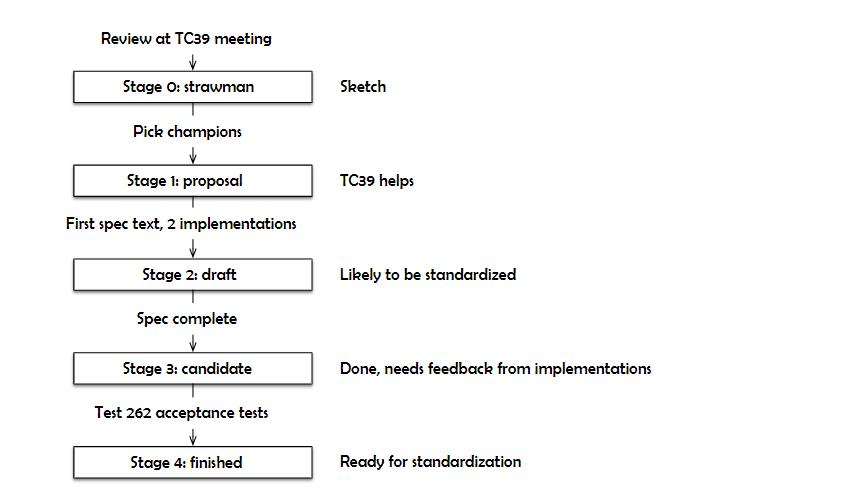 Review at TC39 meeting
Stage 0: strawman
Sketch
Pick champions
Stage 1: proposal
TC39 helps
First spec text, 2 implementations
Stage 2: draft
Likely to be standardized
Spec complete
Stage 3: candidate
Done, needs feedback from implementations
Test 262 acceptance tests
Stage 4: finished
Ready for standardization